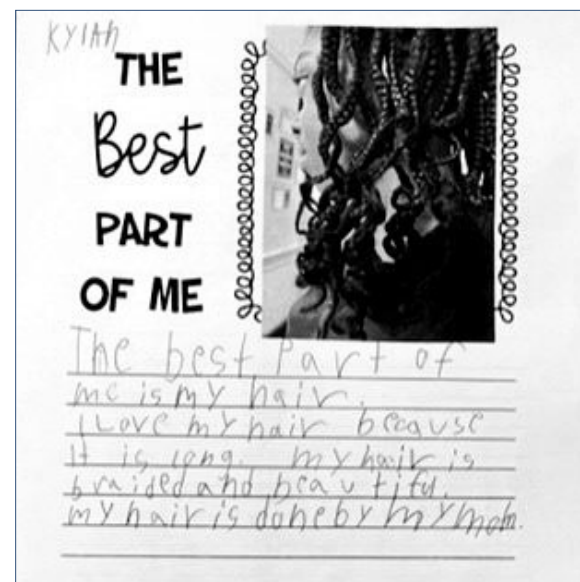 KYIAh
THE
Best
PART
OF ME
The best part of
me is my hair.
I Love my hair because
It is long. my hair is
braided and beautiful.
my hair is done by my mom.